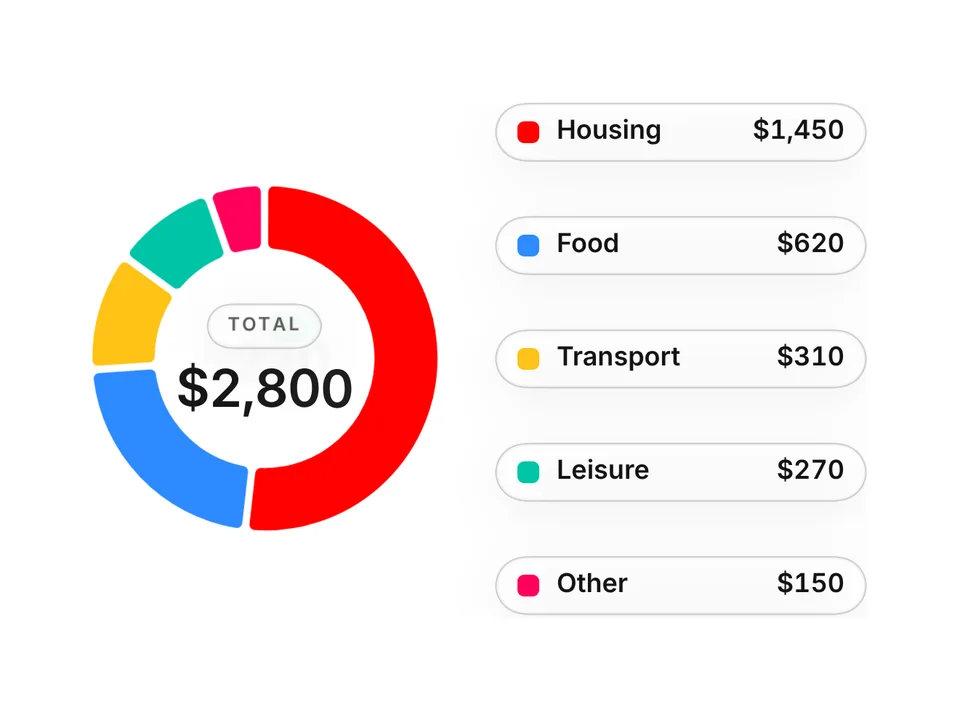 TOTAL
$2,800
Housing $1,450
Food $620
Transport $310
Leisure $270
Other $150